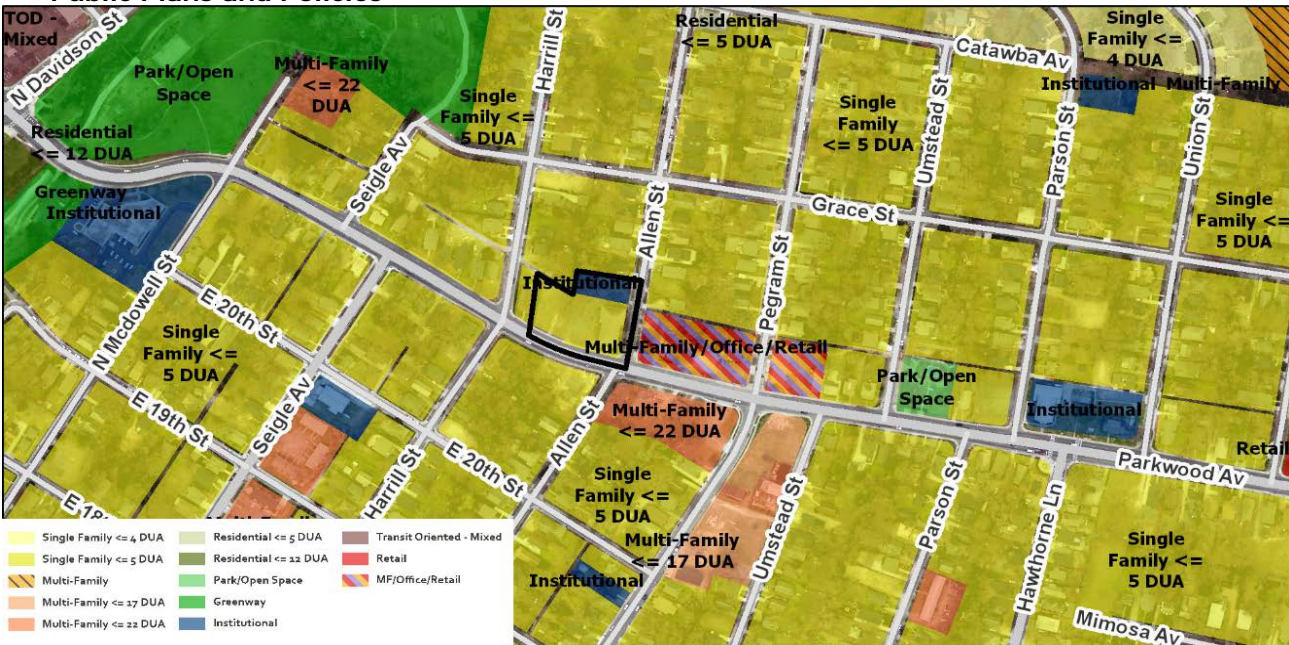 Public Plans and Policies
TOD -
Mixed
N Davidson St
Park/Open
Space
Multi-Family
<= 22
DUA
Harrill St
Residential
<= 5 DUA
Catawba Av
Single
Family <=
4 DUA
Institutional
Multi-Family
Single
Family <=
5 DUA
Single
Family
<= 5 DUA
Umstead St
Parson St
Union St
Residential
<= 12 DUA
Seigle Av
Greenway
Institutional
Allen St
Grace St
Single
Family <=
5 DUA
Pegram St
N Mcdowell St
E 20th St
Institutional
Single
Family <=
5 DUA
Multi-Family/Office/Retail
Park/Open
Space
Institutional
E 19th St
Seigle Av
Harrill St
E 20th St
Allen St
Multi-Family
<= 22 DUA
Single
Family <=
5 DUA
Parkwood Av
Retail
Umstead St
Parson St
Hawthorne Ln
Multi-Family
<= 17 DUA
Institutional
Single
Family <=
5 DUA
Mimosa Av
Single Family <= 4 DUA
Single Family <= 5 DUA
Multi-Family
Multi-Family <= 17 DUA
Multi-Family <= 22 DUA
Residential <= 5 DUA
Residential <= 12 DUA
Park/Open Space
Greenway
Institutional
Transit Oriented - Mixed
Retail
MF/Office/Retail